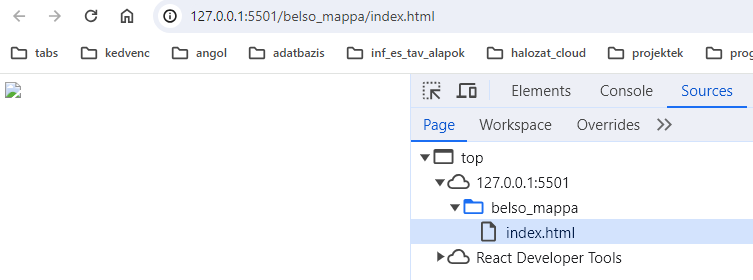 127.0.0.1:5501/belso_mappa/index.html
tabs kedvenc angol adatbazis inf_es_tav_alapok halozat_cloud projektek prog
Elements Console Sources
Page Workspace Overrides
top
127.0.0.1:5501
belso_mappa
index.html
React Developer Tools